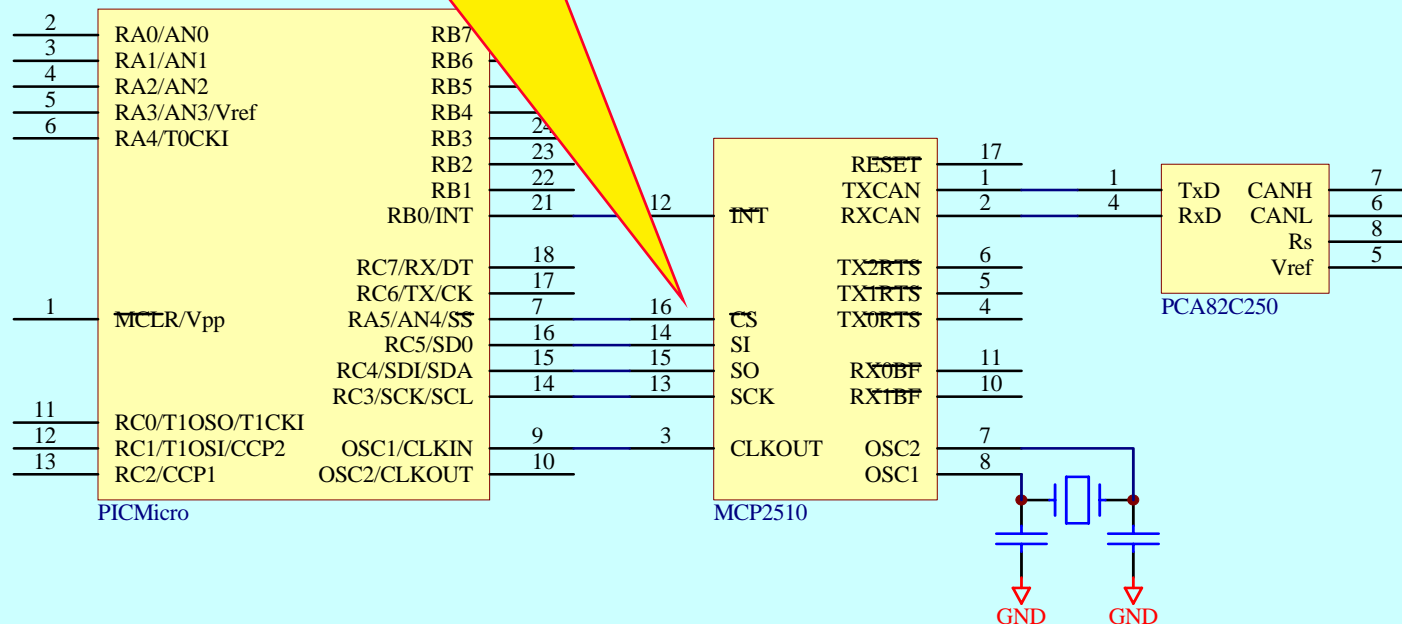 2 RA0/AN0 RB7
3 RA1/AN1 RB6
4 RA2/AN2 RB5
5 RA3/AN3/Vref RB4
6 RA4/T0CKI RB3 24
RB2 23
RB1 22
RB0/INT 21
RC7/RX/DT 18
RC6/TX/CK 17
1 MCLR/Vpp RA5/AN4/SS 7
RC5/SD0 16
RC4/SDI/SDA 15
RC3/SCK/SCL 14
11 RC0/T1OSO/T1CKI
12 RC1/T1OSI/CCP2 OSC1/CLKIN 9
13 RC2/CCP1 OSC2/CLKOUT 10
PICMicro
RESET 17
TXCAN 1
12 INT RXCAN 2
TX2RTS 6
TX1RTS 5
16 CS TX0RTS 4
14 SI
15 SO RX0BF 11
13 SCK RX1BF 10
3 CLKOUT OSC2 7
OSC1 8
MCP2510
GND GND
1 TxD CANH 7
4 RxD CANL 6
Rs 8
Vref 5
PCA82C250